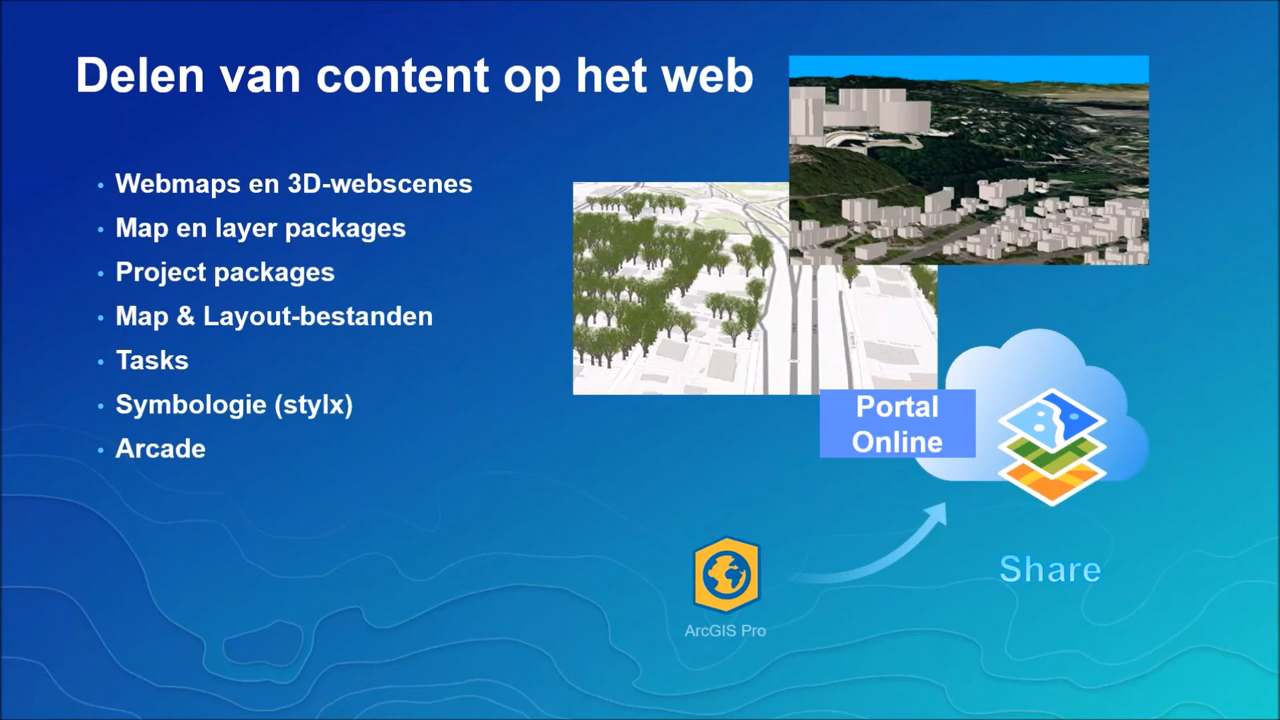 Delen van content op het web
• Webmaps en 3D-webscenes
• Map en layer packages
• Project packages
• Map & Layout-bestanden
• Tasks
• Symbologie (stylx)
• Arcade
Portal
Online
Share
ArcGIS Pro